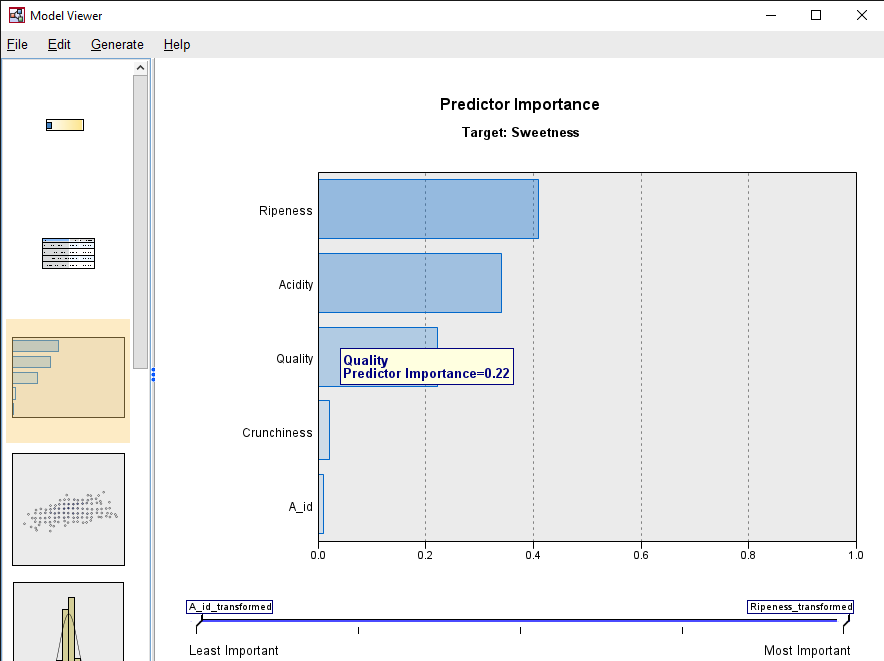 Model Viewer
File Edit Generate Help
Predictor Importance
Target: Sweetness
Ripeness
Acidity
Quality
Quality
Predictor Importance=0.22
Crunchiness
A_id
0.0 0.2 0.4 0.6 0.8 1.0
A_id_transformed Ripeness_transformed
Least Important Most Important